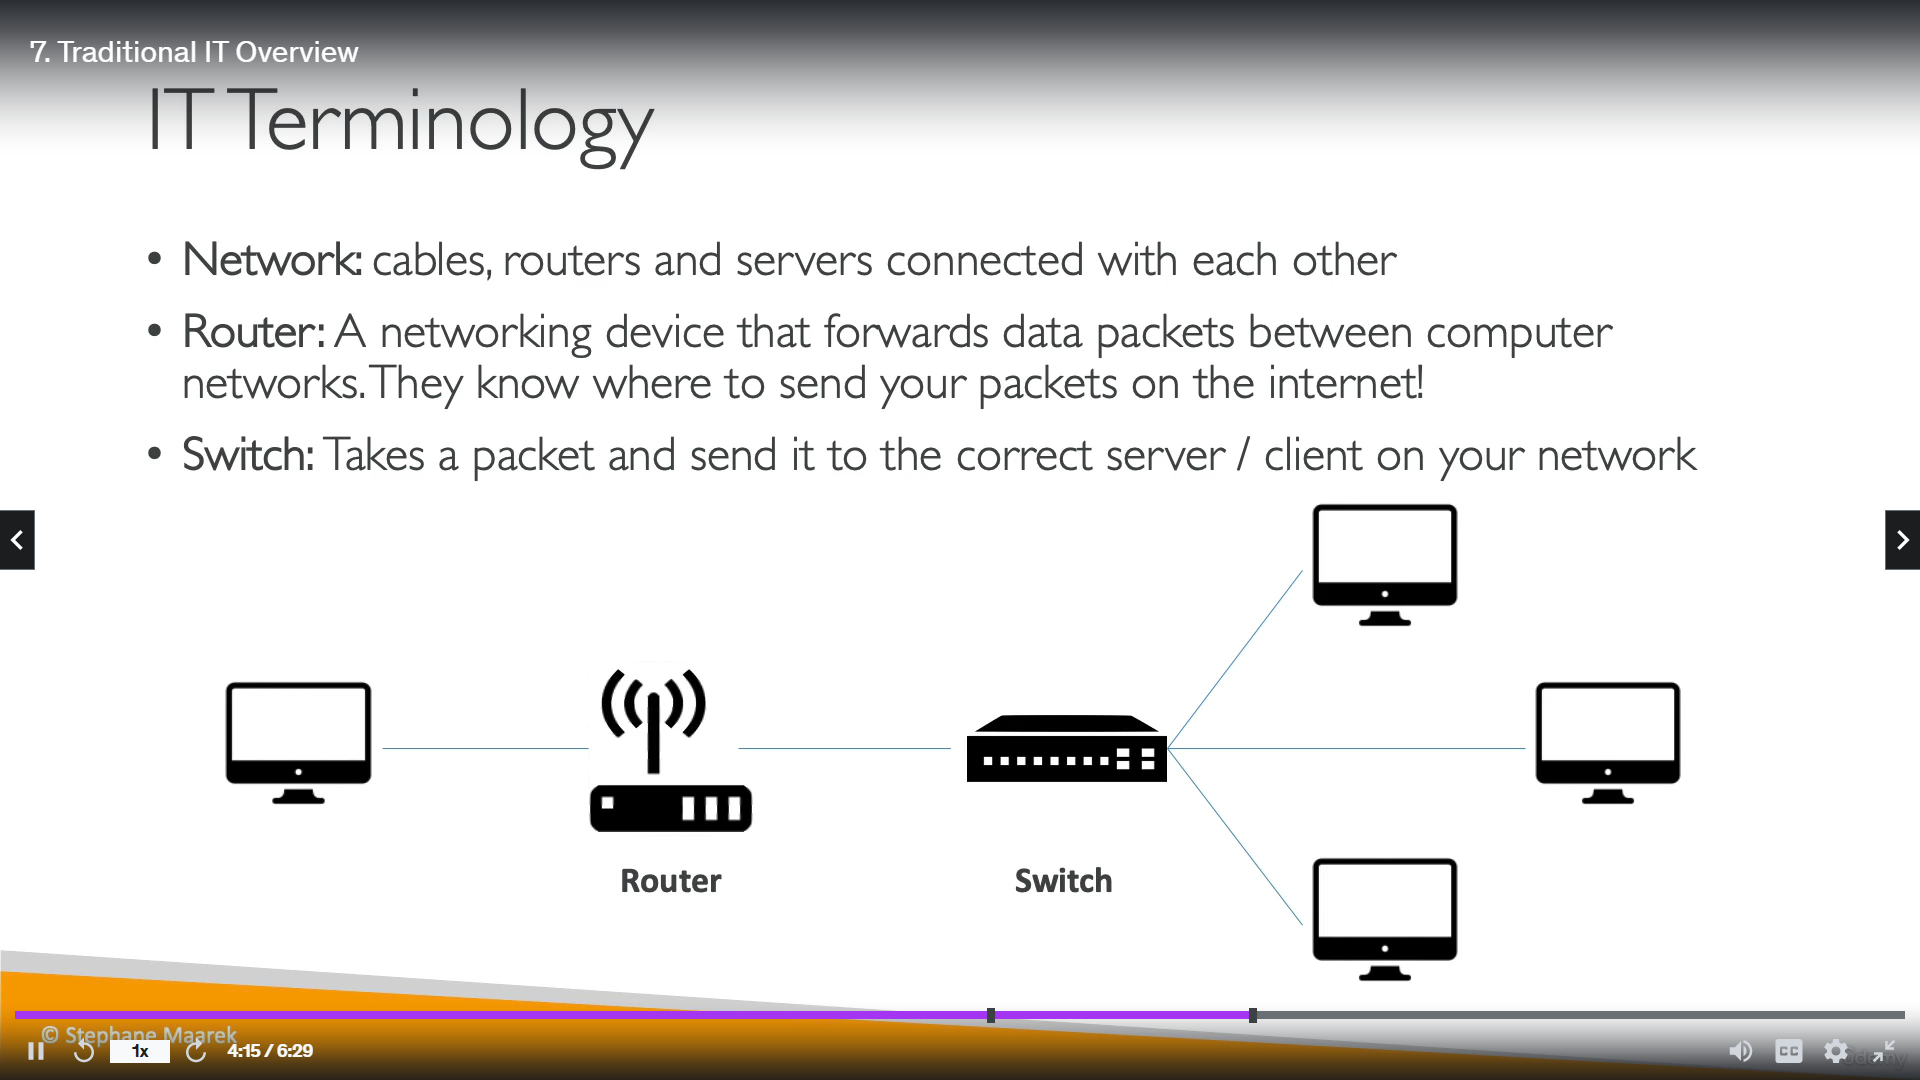 7. Traditional IT Overview
IT Terminology
• Network: cables, routers and servers connected with each other
• Router: A networking device that forwards data packets between computer
networks. They know where to send your packets on the internet!
• Switch: Takes a packet and send it to the correct server / client on your network
Router
Switch
© Stephane Maarek
1x
4:15 / 6:29
CC
udemy